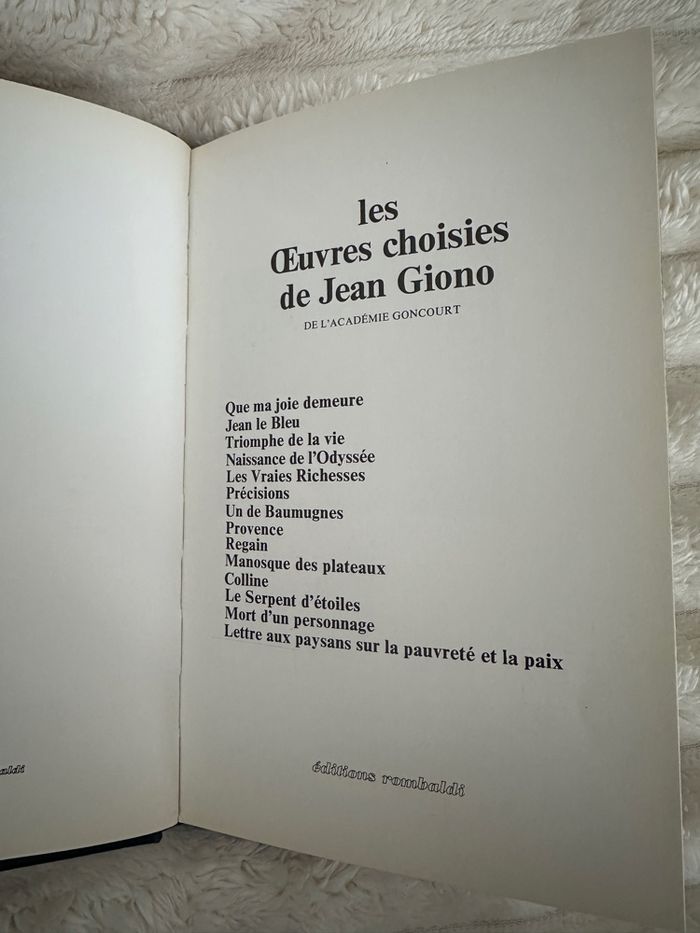 les
Œuvres choisies
de Jean Giono
DE L'ACADÉMIE GONCOURT
Que ma joie demeure
Jean le Bleu
Triomphe de la vie
Naissance de l'Odyssée
Les Vraies Richesses
Précisions
Un de Baumugnes
Provence
Regain
Manosque des plateaux
Colline
Le Serpent d'étoiles
Mort d'un personnage
Lettre aux paysans sur la pauvreté et la paix
éditions rombaldi